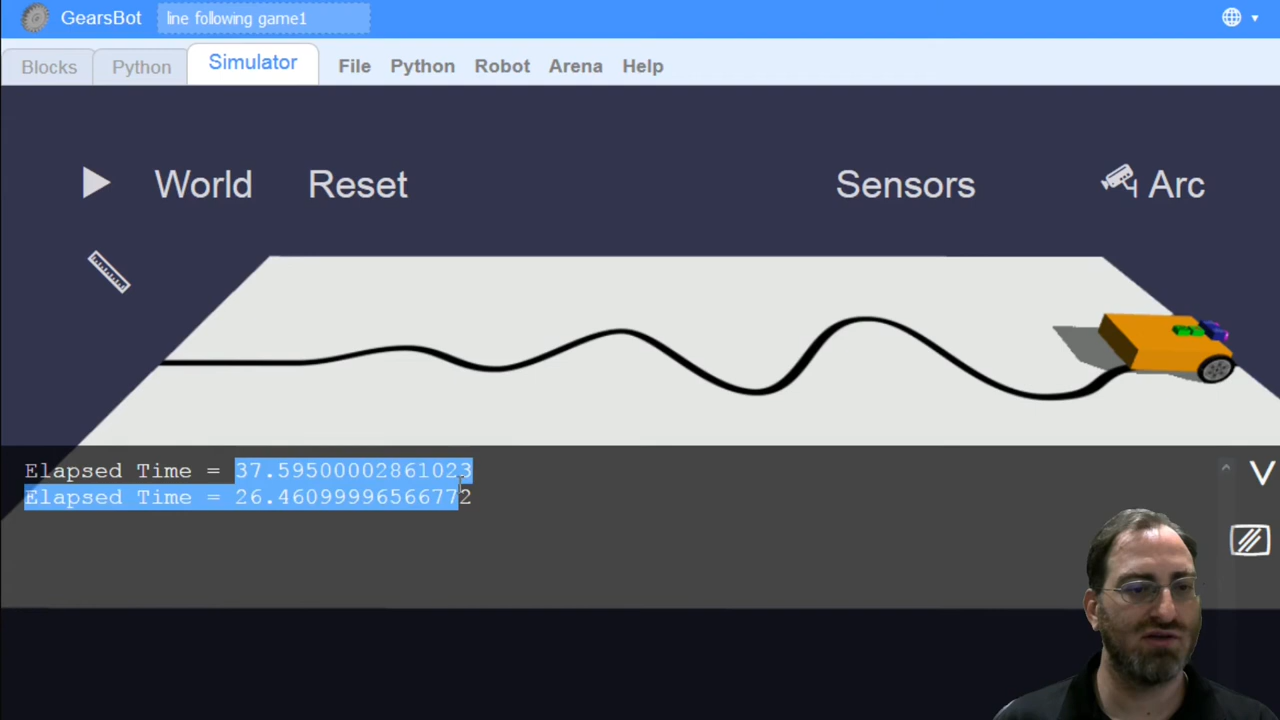 GearsBot line following game1
Blocks Python Simulator File Python Robot Arena Help
World Reset Sensors Arc
Elapsed Time = 37.59500002861023
Elapsed Time = 26.46099996566772